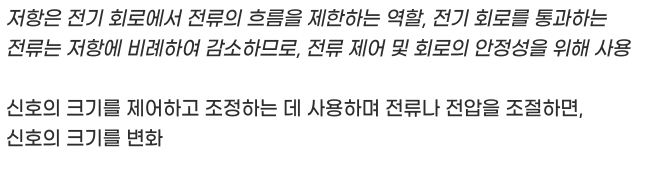 저항은 전기 회로에서 전류의 흐름을 제한하는 역할, 전기 회로를 통과하는
전류는 저항에 비례하여 감소하므로, 전류 제어 및 회로의 안정성을 위해 사용
신호의 크기를 제어하고 조정하는 데 사용하며 전류나 전압을 조절하면,
신호의 크기를 변화